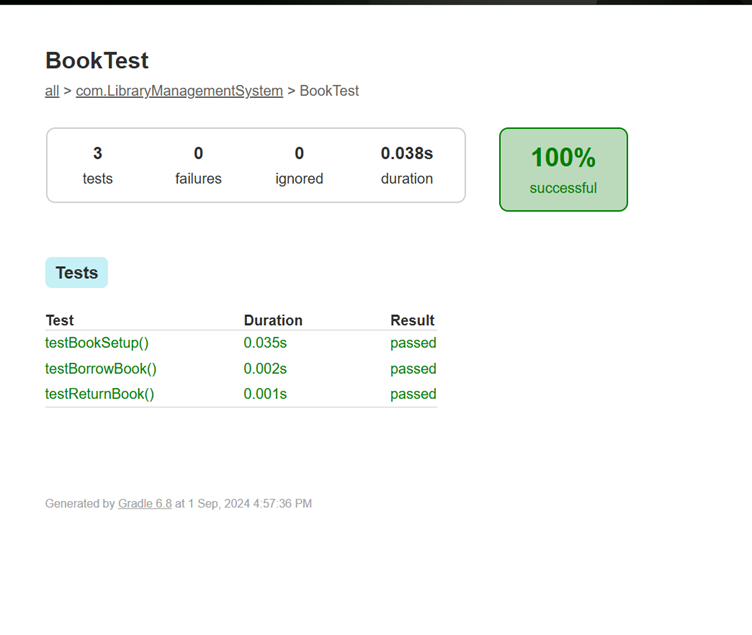 BookTest
all > com.LibraryManagementSystem > BookTest
3 0 0 0.038s
tests failures ignored duration
100%
successful
Tests
Test Duration Result
testBookSetup() 0.035s passed
testBorrowBook() 0.002s passed
testReturnBook() 0.001s passed
Generated by Gradle 6.8 at 1 Sep, 2024 4:57:36 PM